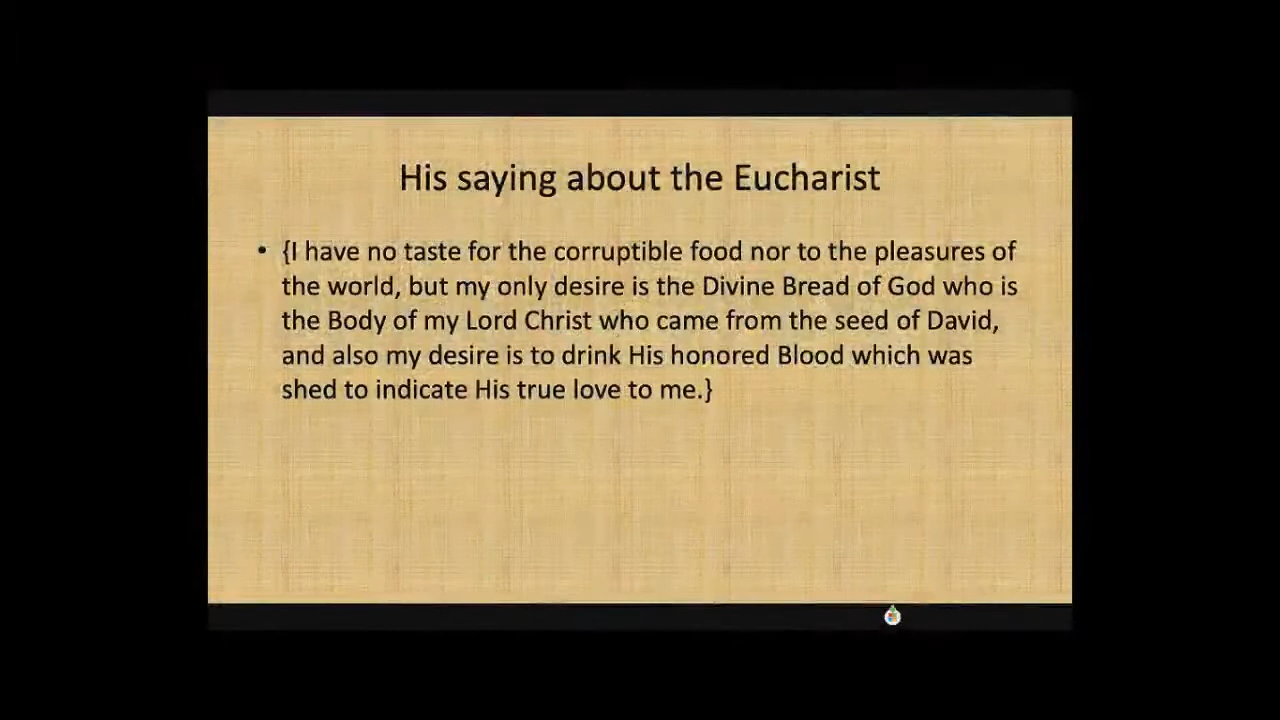 His saying about the Eucharist
• {I have no taste for the corruptible food nor to the pleasures of
the world, but my only desire is the Divine Bread of God who is
the Body of my Lord Christ who came from the seed of David,
and also my desire is to drink His honored Blood which was
shed to indicate His true love to me.}